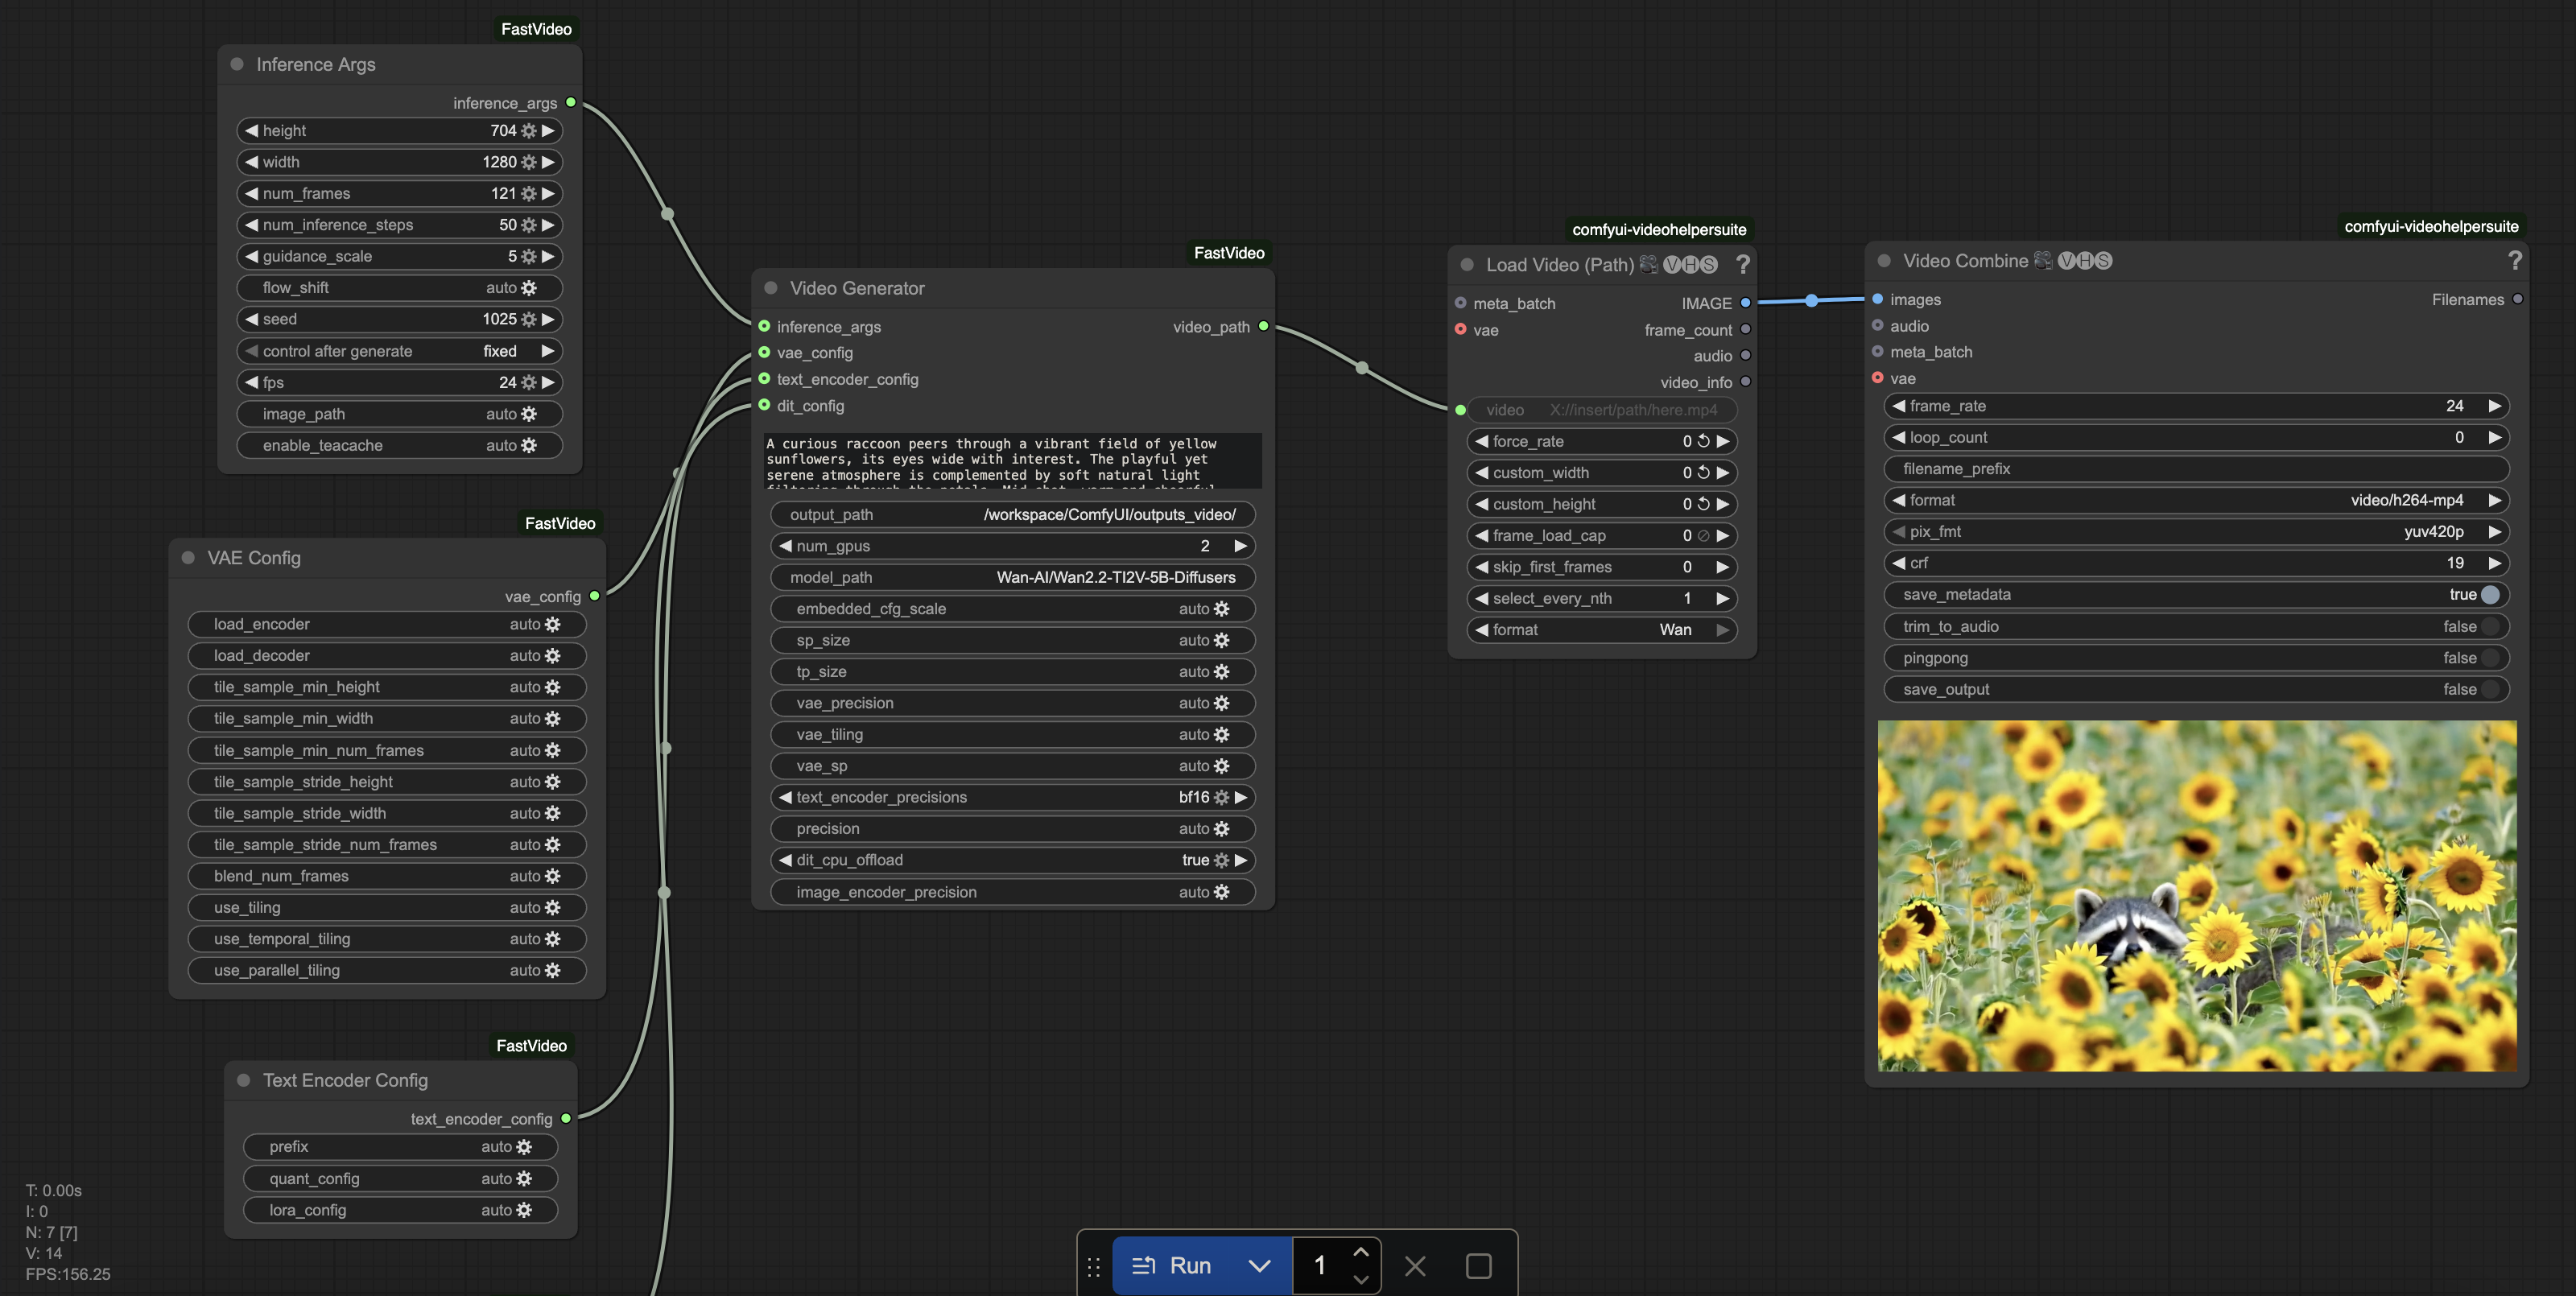 FastVideo
Inference Args
inference_args
height 704
width 1280
num_frames 121
num_inference_steps 50
guidance_scale 5
flow_shift auto
seed 1025
control after generate fixed
fps 24
image_path auto
enable_teacache auto
FastVideo
VAE Config
vae_config
load_encoder auto
load_decoder auto
tile_sample_min_height auto
tile_sample_min_width auto
tile_sample_min_num_frames auto
tile_sample_stride_height auto
tile_sample_stride_width auto
tile_sample_stride_num_frames auto
blend_num_frames auto
use_tiling auto
use_temporal_tiling auto
use_parallel_tiling auto
FastVideo
Text Encoder Config
text_encoder_config
prefix auto
quant_config auto
lora_config auto
FastVideo
Video Generator
inference_args video_path
vae_config
text_encoder_config
dit_config
A curious raccoon peers through a vibrant field of yellow
sunflowers, its eyes wide with interest. The playful yet
serene atmosphere is complemented by soft natural light
filtering through the petals. Mid-shot, warm and cheerful
output_path /workspace/ComfyUI/outputs_video/
num_gpus 2
model_path Wan-AI/Wan2.2-TI2V-5B-Diffusers
embedded_cfg_scale auto
sp_size auto
tp_size auto
vae_precision auto
vae_tiling auto
vae_sp auto
text_encoder_precisions bf16
precision auto
dit_cpu_offload true
image_encoder_precision auto
comfyui-videohelpersuite
Load Video (Path) VHS ?
meta_batch IMAGE
vae frame_count
audio
video_info
video X://insert/path/here.mp4
force_rate 0
custom_width 0
custom_height 0
frame_load_cap 0
skip_first_frames 0
select_every_nth 1
format Wan
comfyui-videohelpersuite
Video Combine VHS ?
images Filenames
audio
meta_batch
vae
frame_rate 24
loop_count 0
filename_prefix
format video/h264-mp4
pix_fmt yuv420p
crf 19
save_metadata true
trim_to_audio false
pingpong false
save_output false
T: 0.00s
I: 0
N: 7 [7]
V: 14
FPS:156.25
Run 1